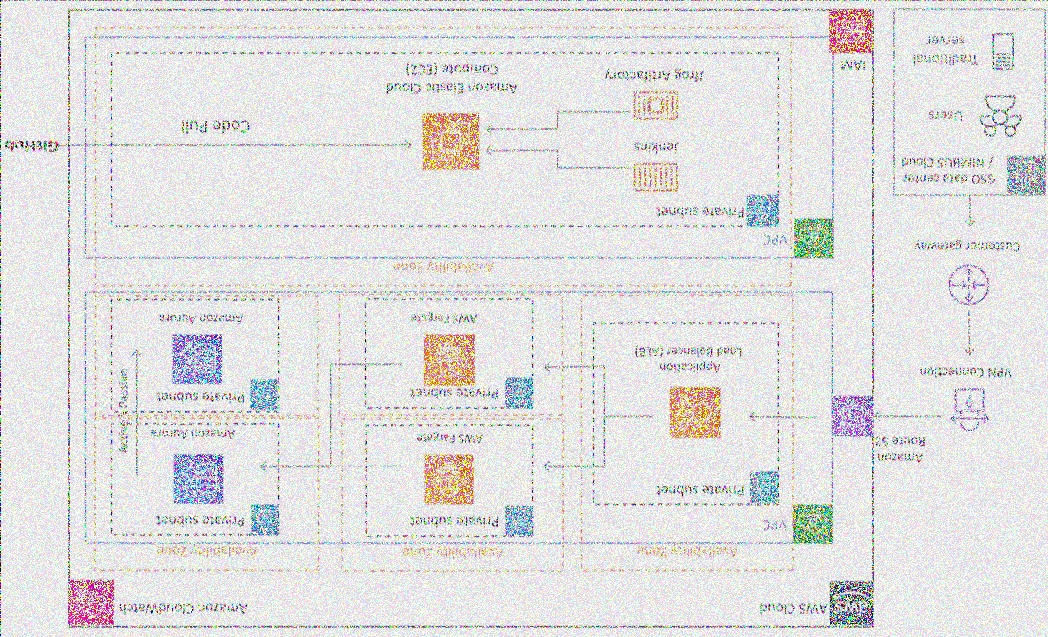 AWS Cloud
Amazon CloudWatch
Availability Zone
Availability Zone
Availability Zone
VPC
Private subnet
Private subnet
Private subnet
Amazon
Route 53
AWS Fargate
Amazon Aurora
VPN Connection
Application
Load Balancer (ALB)
Private subnet
Private subnet
AWS Fargate
Amazon Aurora
Passive
Customer gateway
Availability Zone
VPC
Private subnet
SSO data center
/ NIMBUS Cloud
Users
Traditional
server
Jenkins
Jfrog Artifactory
Amazon Elastic Cloud
Compute (EC2)
Code Pull
GitHub
IAM